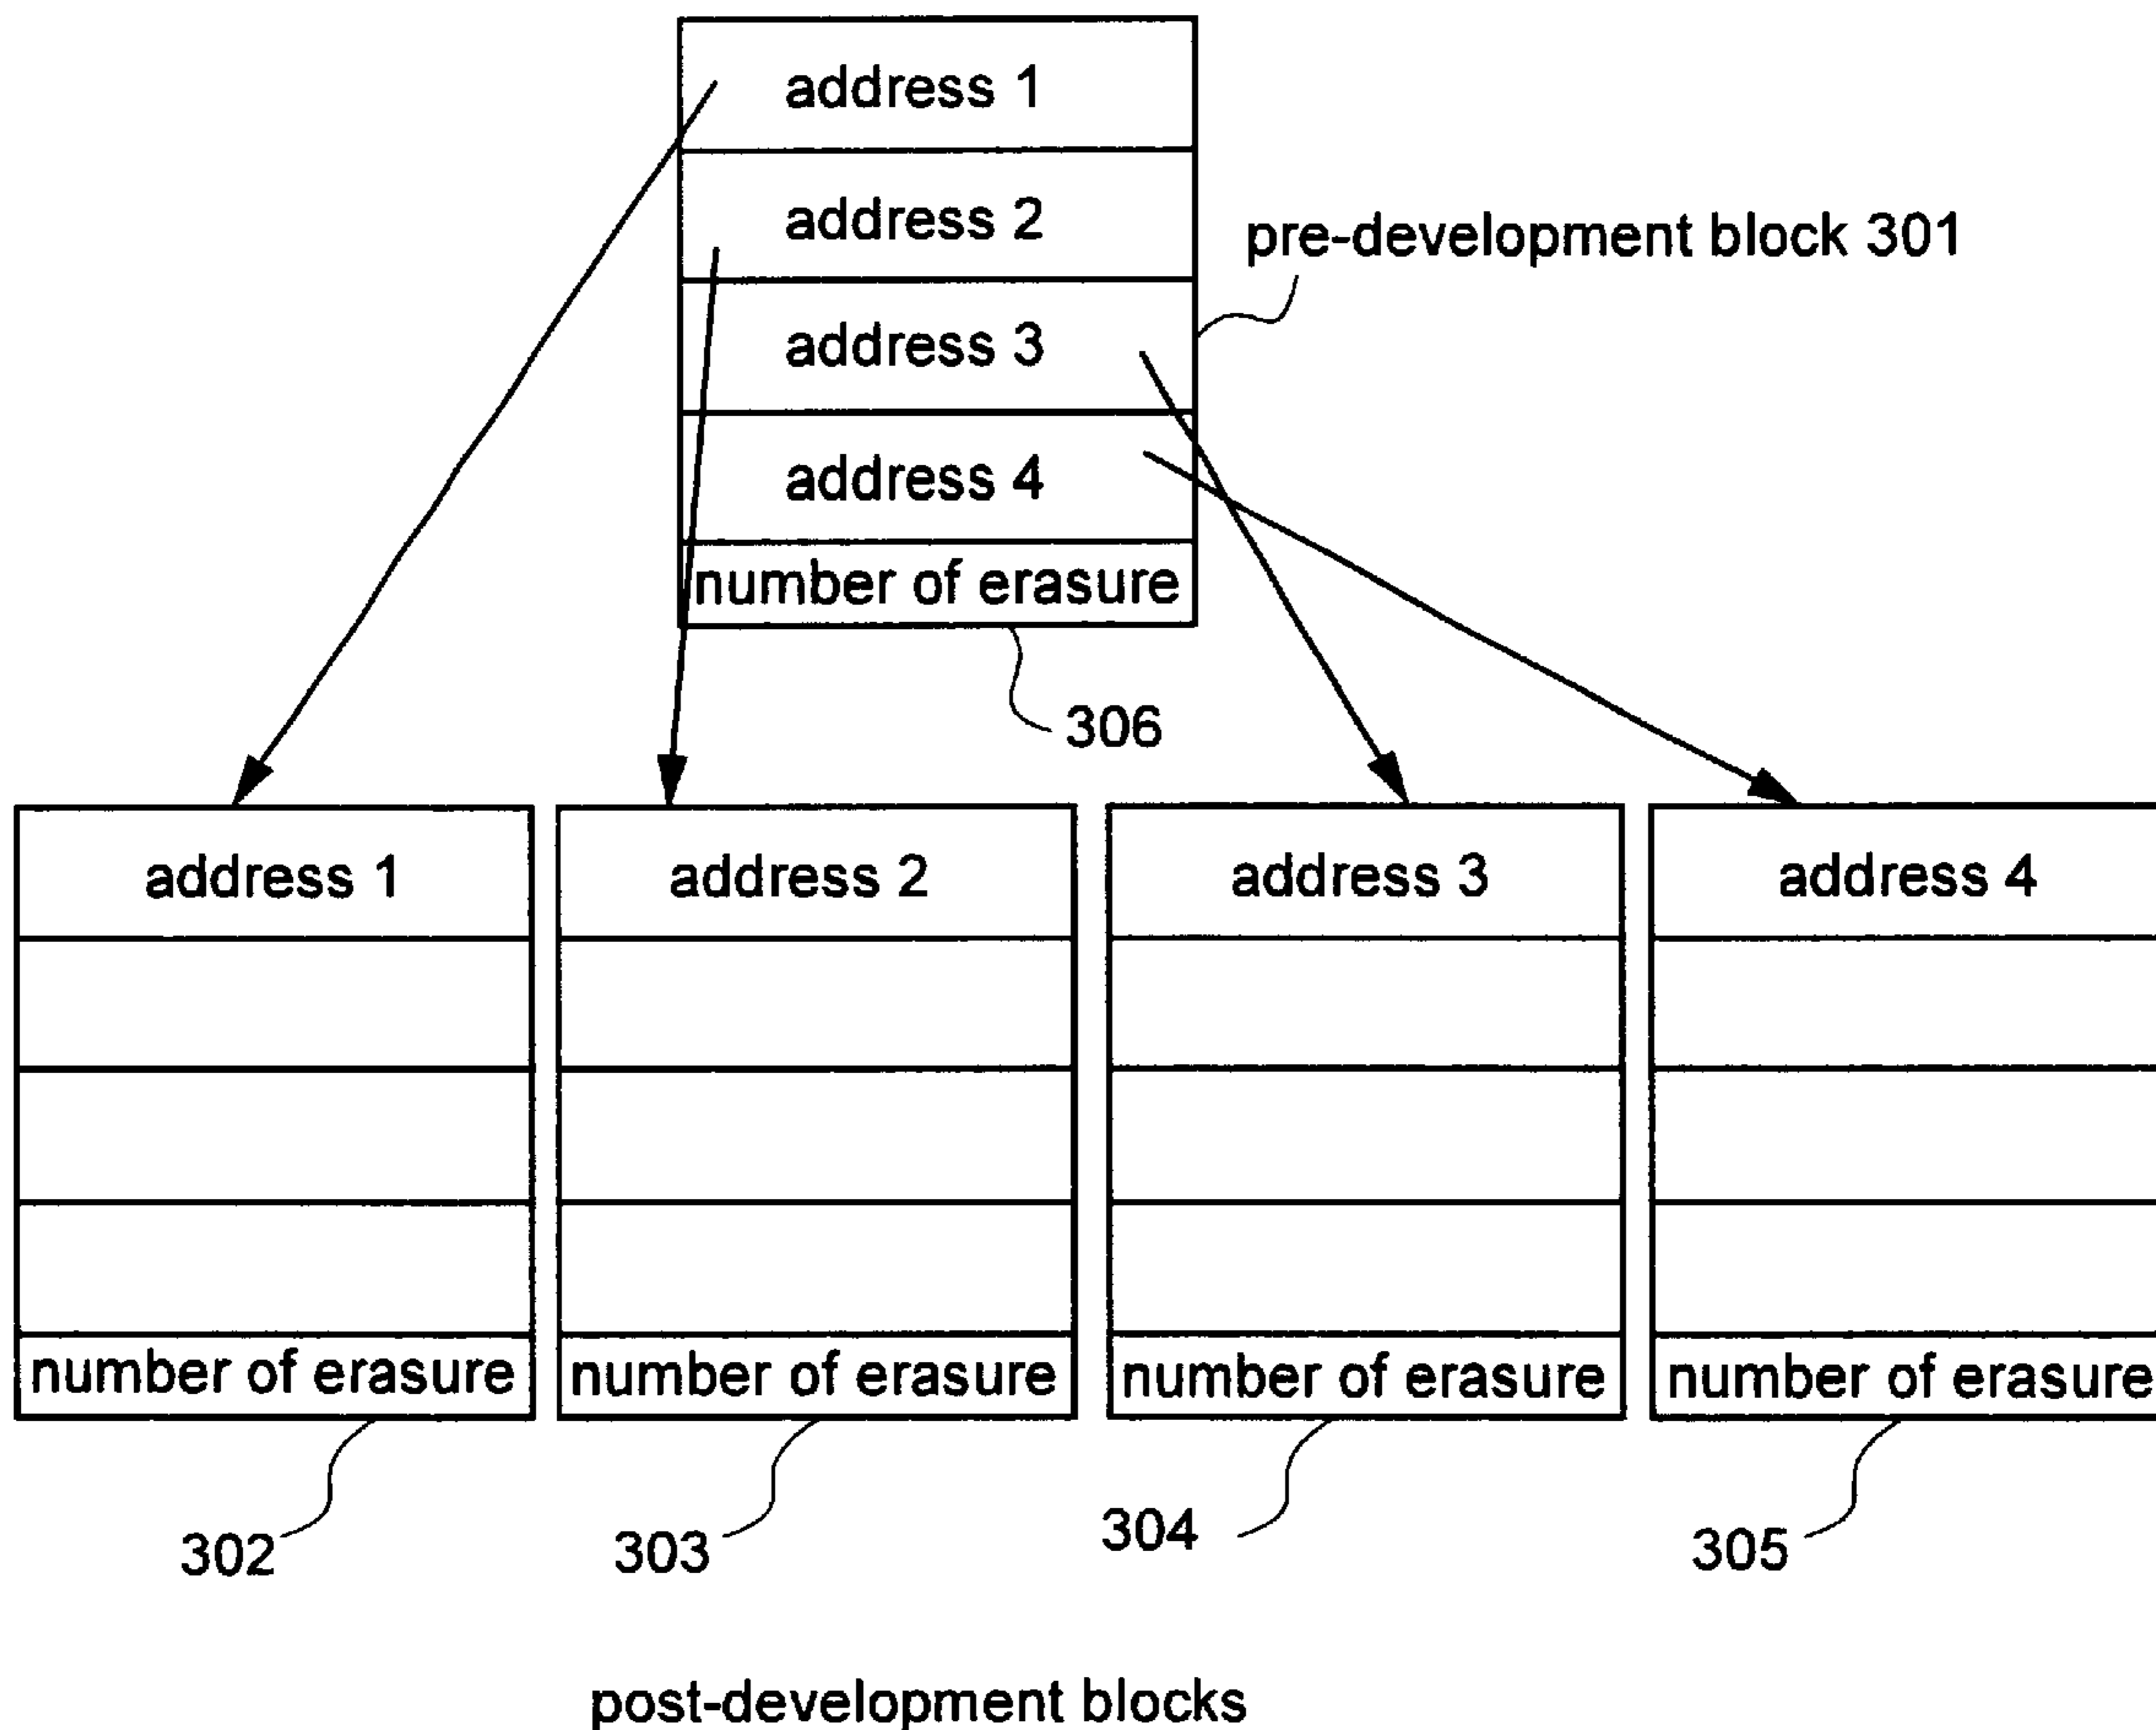 address 1
address 2
pre-development block 301
address 3
address 4
number of erasure
306
address 1
address 2
address 3
address 4
number of erasure
number of erasure
number of erasure
number of erasure
302
303
304
305
post-development blocks